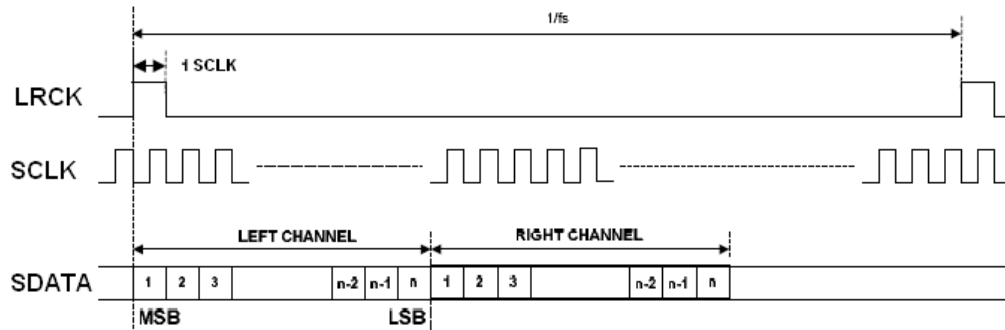 1/fs
1 SCLK
LRCK
SCLK
LEFT CHANNEL RIGHT CHANNEL
SDATA 1 2 3 n-2 n-1 n 1 2 3 n-2 n-1 n
MSB LSB